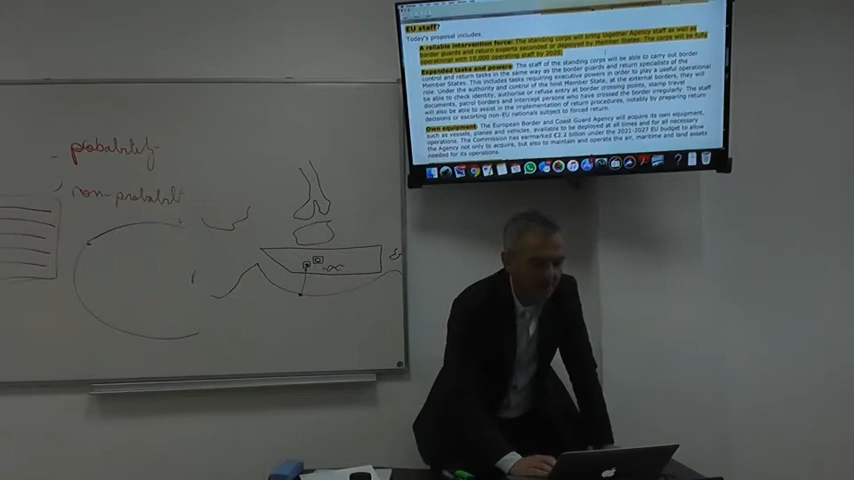 EU staff?
Today's proposal includes:
A reliable intervention force: The standing corps will bring together Agency staff as well as
border guards and return experts seconded or deployed by Member States. The corps will be fully
operational with 10,000 operating staff by 2020.
Expanded tasks and powers: The staff of the standing corps will be able to carry out border
control and return tasks in the same way as the border guards and return specialists of the
Member States. This includes tasks requiring executive powers in order to play a useful operational
role. Under the authority and control of the host Member State, at the external borders, they will
be able to check identity, authorise or refuse entry at border crossing points, stamp travel
documents, patrol borders and intercept persons who have crossed the border irregularly. The staff
will also be able to assist in the implementation of return procedures, notably by preparing return
decisions or escorting non-EU nationals subject to forced return.
Own equipment: The European Border and Coast Guard Agency will acquire its own equipment,
such as vessels, planes and vehicles, available to be deployed at all times and for all necessary
operations. The Commission has earmarked €2.2 billion under the 2021-2027 EU budget to allow
the Agency not only to acquire, but also to maintain and operate the air, maritime and land assets
needed for its operations.
- probability
non-probabilit